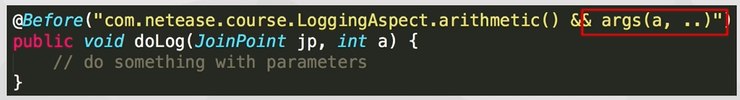 @Before("com.netease.course.LoggingAspect.arithmetic() && args(a, ..)")
public void doLog(JoinPoint jp, int a) {
// do something with parameters
}